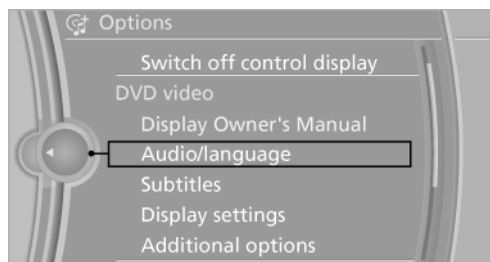 Options
Switch off control display
DVD video
Display Owner's Manual
Audio/language
Subtitles
Display settings
Additional options